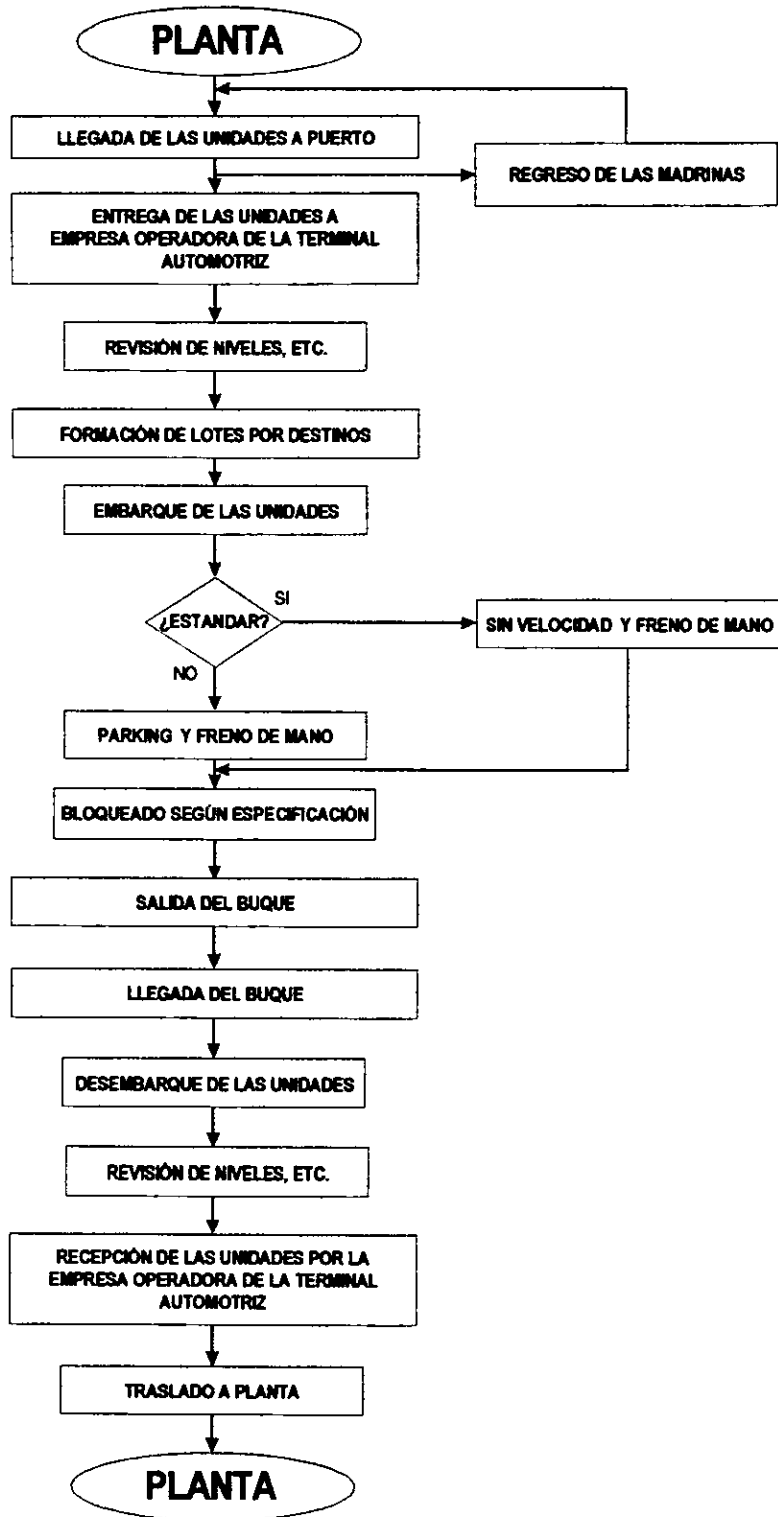 PLANTA
LLEGADA DE LAS UNIDADES A PUERTO
REGRESO DE LAS MADRINAS
ENTREGA DE LAS UNIDADES A
EMPRESA OPERADORA DE LA TERMINAL
AUTOMOTRIZ
REVISIÓN DE NIVELES, ETC.
FORMACIÓN DE LOTES POR DESTINOS
EMBARQUE DE LAS UNIDADES
SI
¿ESTANDAR?
SIN VELOCIDAD Y FRENO DE MANO
NO
PARKING Y FRENO DE MANO
BLOQUEADO SEGÚN ESPECIFICACIÓN
SALIDA DEL BUQUE
LLEGADA DEL BUQUE
DESEMBARQUE DE LAS UNIDADES
REVISIÓN DE NIVELES, ETC.
RECEPCIÓN DE LAS UNIDADES POR LA
EMPRESA OPERADORA DE LA TERMINAL
AUTOMOTRIZ
TRASLADO A PLANTA
PLANTA